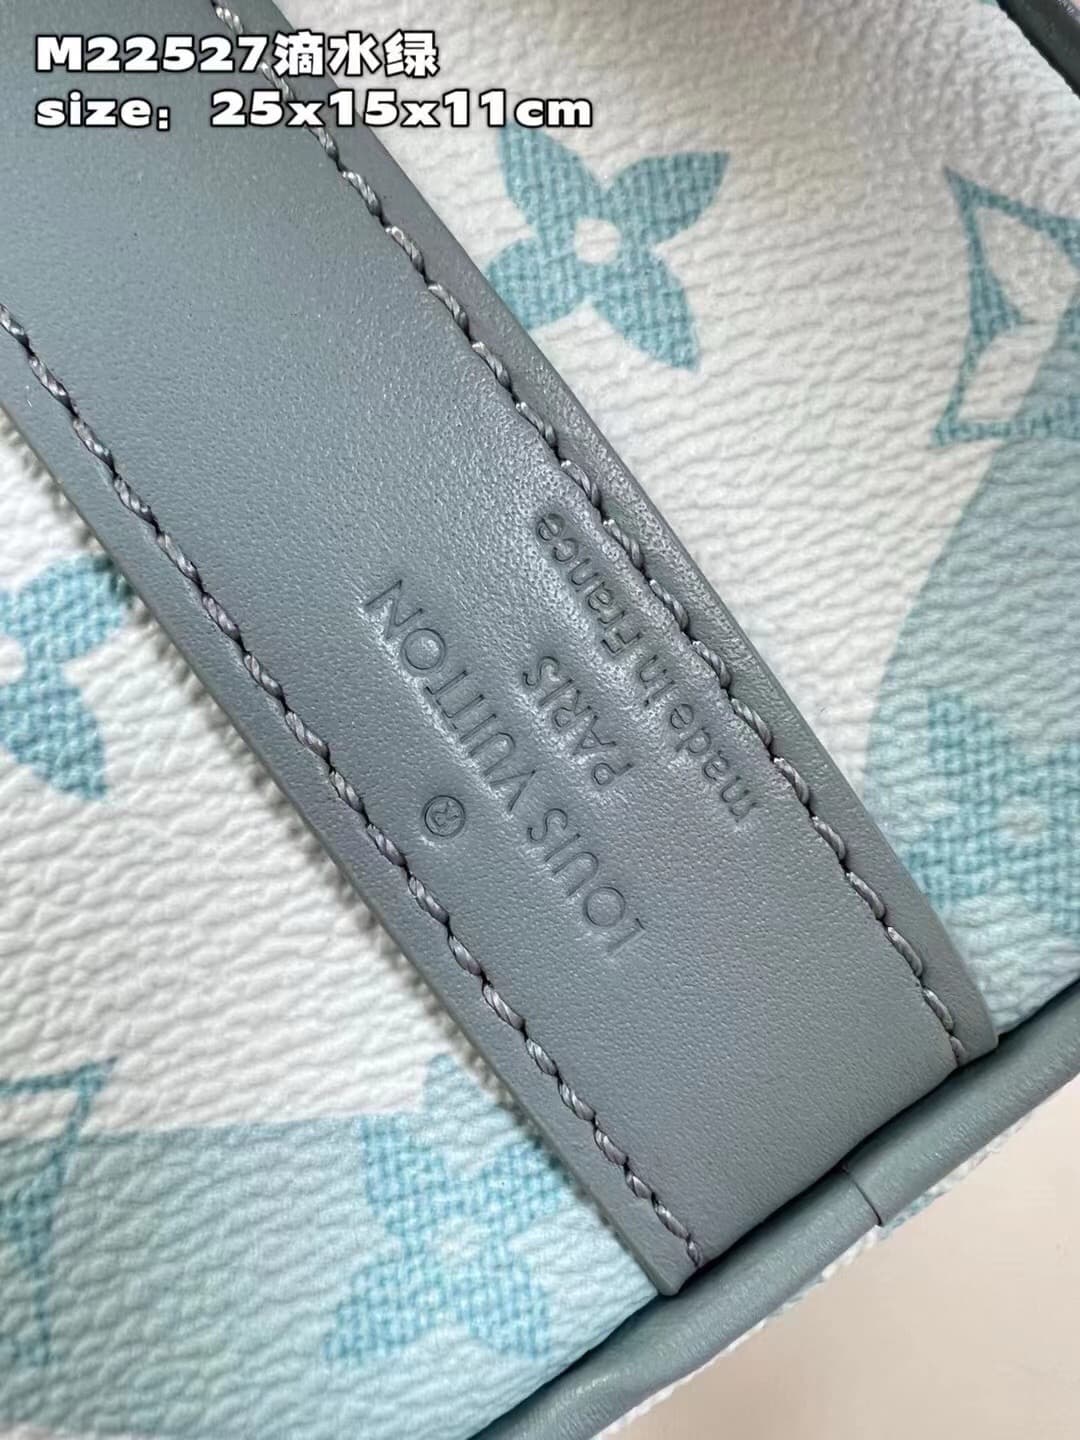 M22527滴水绿
size：25x15x11cm
®
LOUIS VUITTON
PARIS
made in France